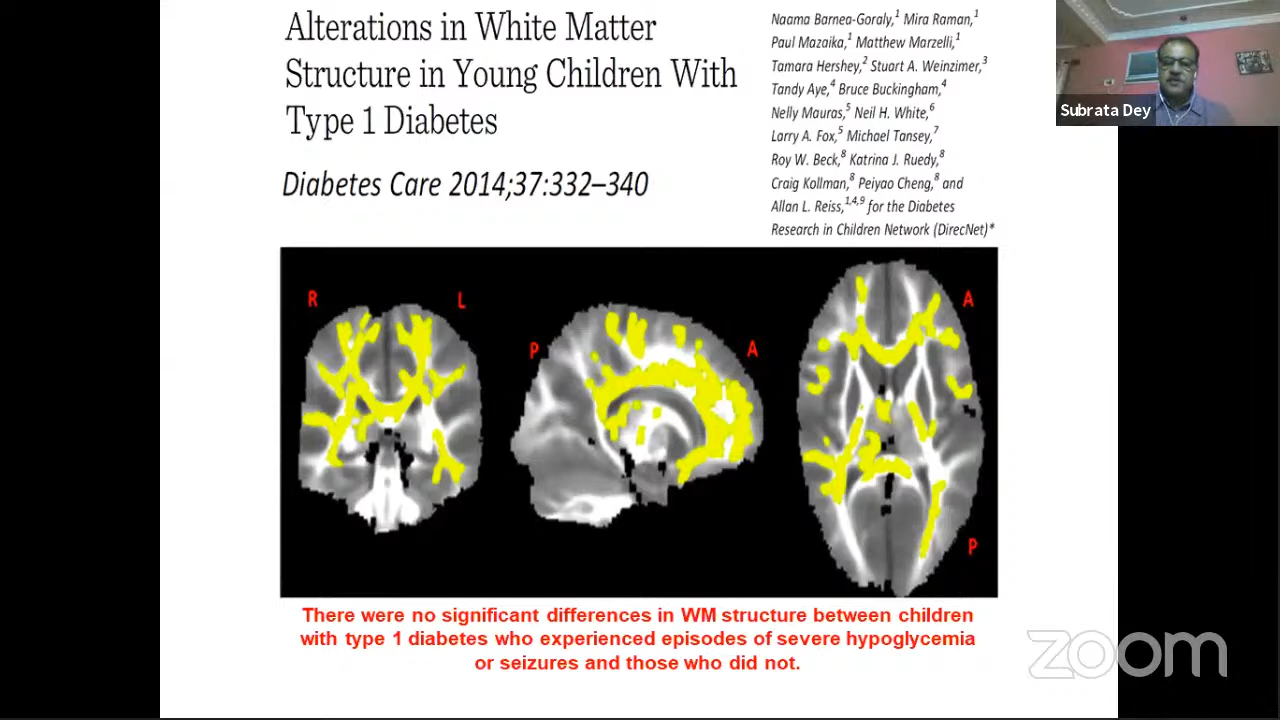 Alterations in White Matter
Structure in Young Children With
Type 1 Diabetes
Diabetes Care 2014;37:332–340
Naama Barnea-Goraly,¹ Mira Raman,¹
Paul Mazaika,¹ Matthew Marzelli,¹
Tamara Hershey,² Stuart A. Weinzimer,³
Tandy Aye,⁴ Bruce Buckingham,⁴
Nelly Mauras,⁵ Neil H. White,⁶
Larry A. Fox,⁵ Michael Tansey,⁷
Roy W. Beck,⁸ Katrina J. Ruedy,⁸
Craig Kollman,⁸ Peiyao Cheng,⁸ and
Allan L. Reiss,¹,⁴,⁹ for the Diabetes
Research in Children Network (DirecNet)*
Subrata Dey
R L
P A
A
P
There were no significant differences in WM structure between children
with type 1 diabetes who experienced episodes of severe hypoglycemia
or seizures and those who did not.
zoom